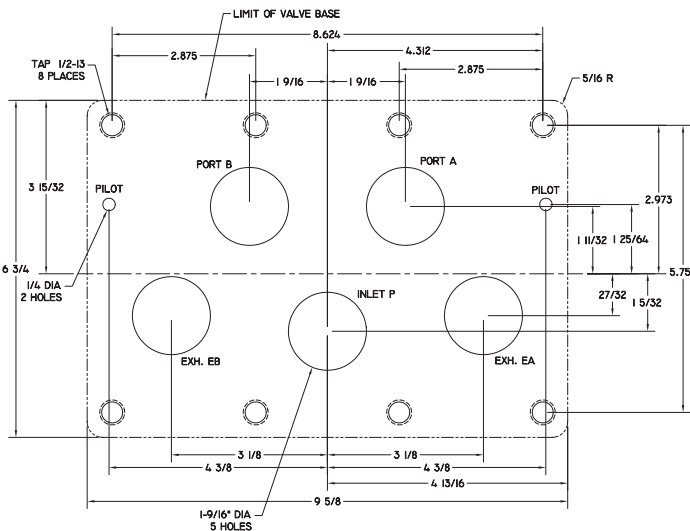 LIMIT OF VALVE BASE
8.624
4.312
2.875
2.875
1 9/16
1 9/16
TAP 1/2-13
8 PLACES
5/16 R
PORT B
PORT A
3 15/32
PILOT
PILOT
2.973
1 11/32
1 25/64
6 3/4
5.75
1/4 DIA
2 HOLES
INLET P
27/32
1 5/32
EXH. EB
EXH. EA
3 1/8
3 1/8
4 3/8
4 3/8
4 13/16
9 5/8
1-9/16" DIA
5 HOLES